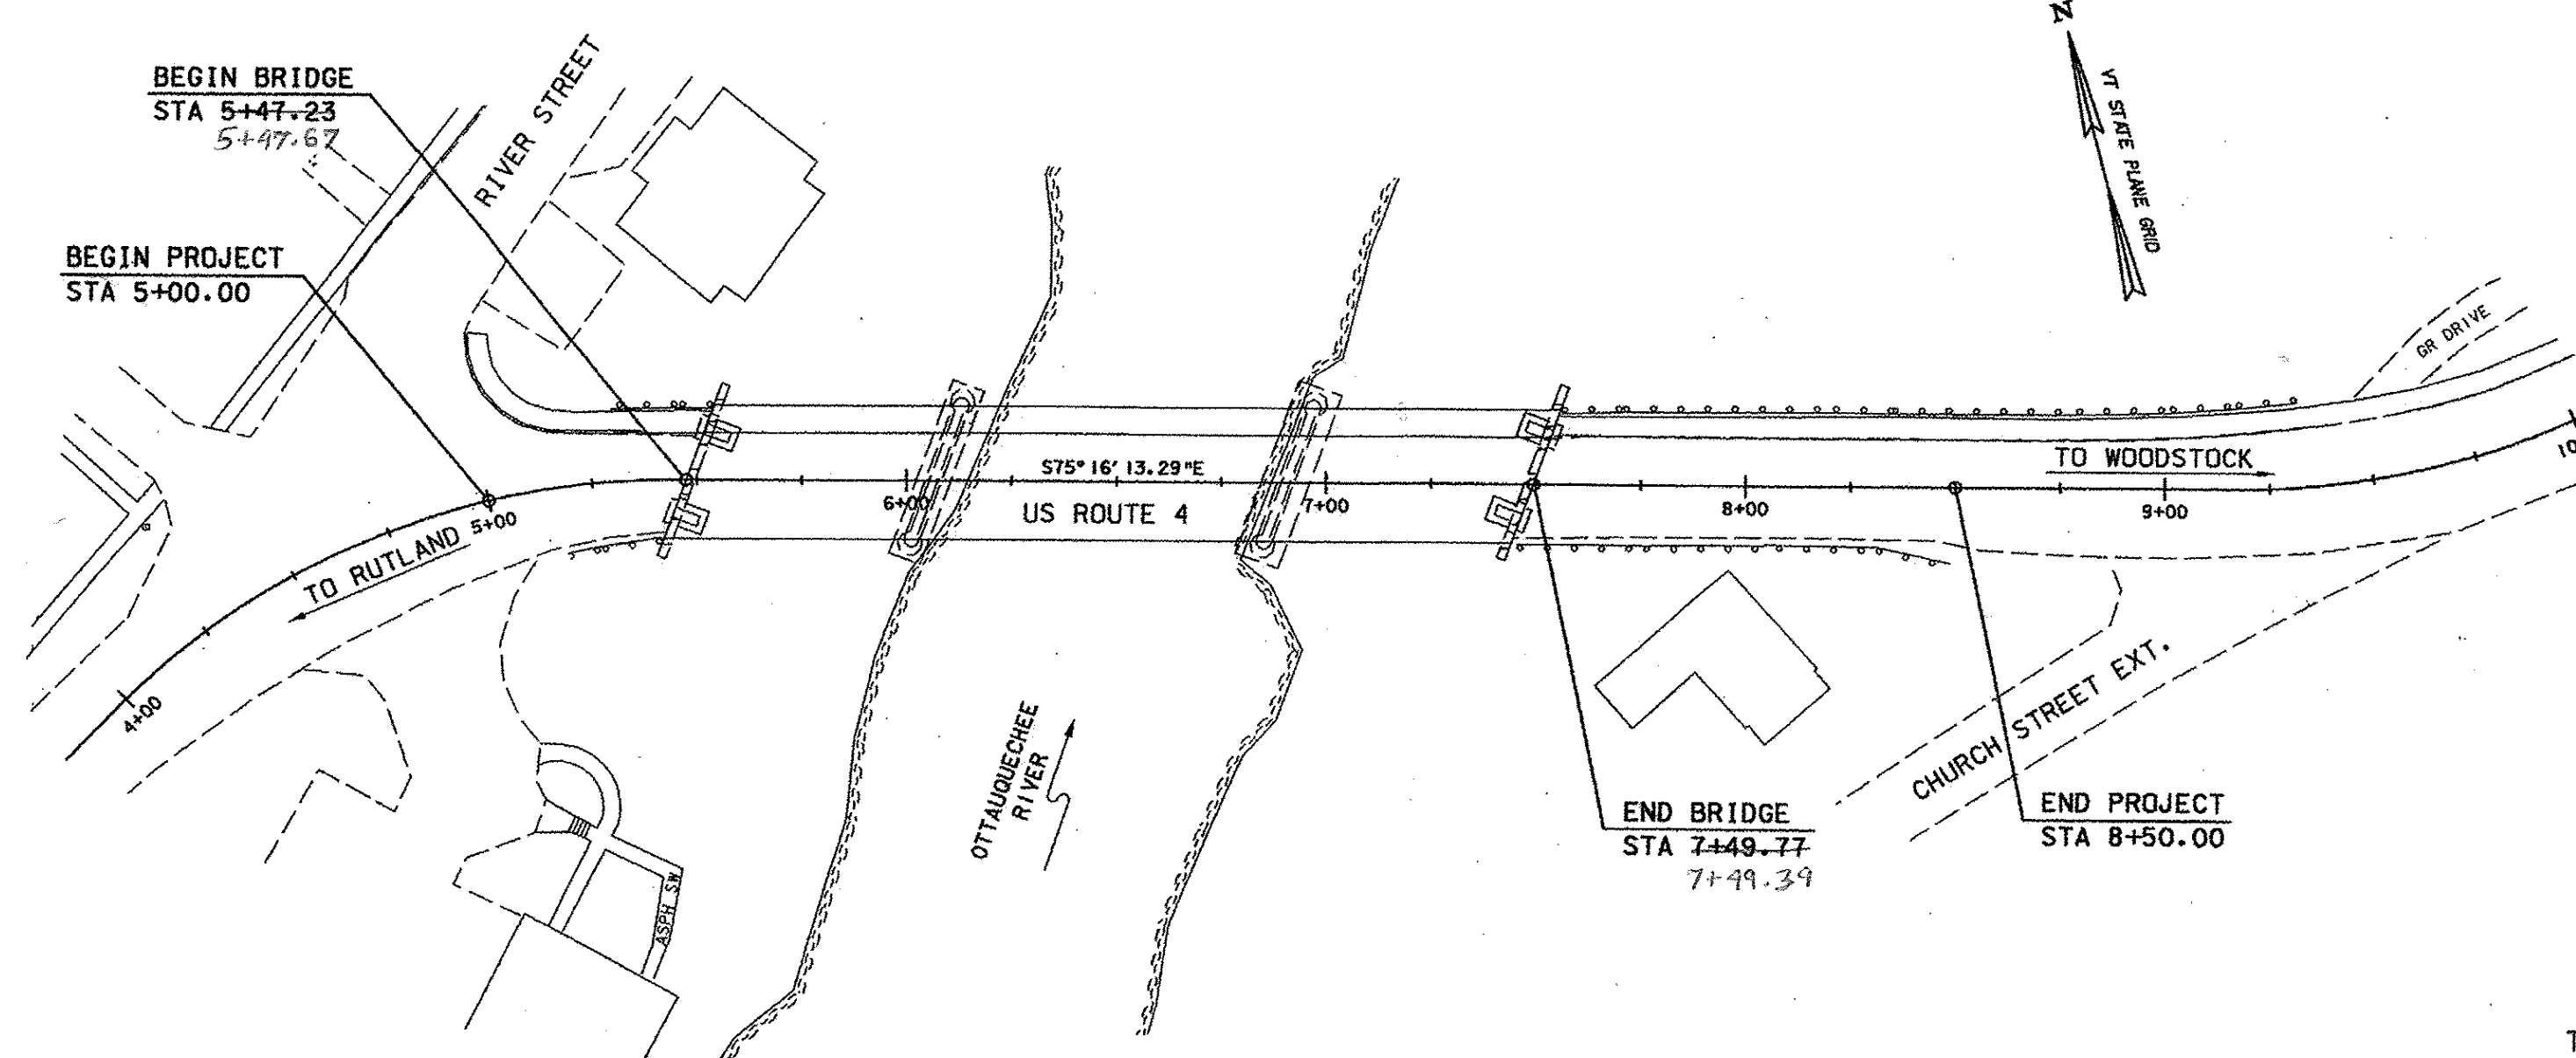 BEGIN BRIDGE
STA 5+47.23
5+47.67
RIVER STREET
BEGIN PROJECT
STA 5+00.00
N
VT STATE PLANE GRID
GR DRIVE
TO WOODSTOCK
S75° 16' 13.29"E
US ROUTE 4
4+00
5+00
6+00
7+00
8+00
9+00
10
TO RUTLAND
OTTAUQUECHEE
RIVER
ASPH SW
CHURCH STREET EXT.
END BRIDGE
STA 7+49.77
7+49.39
END PROJECT
STA 8+50.00